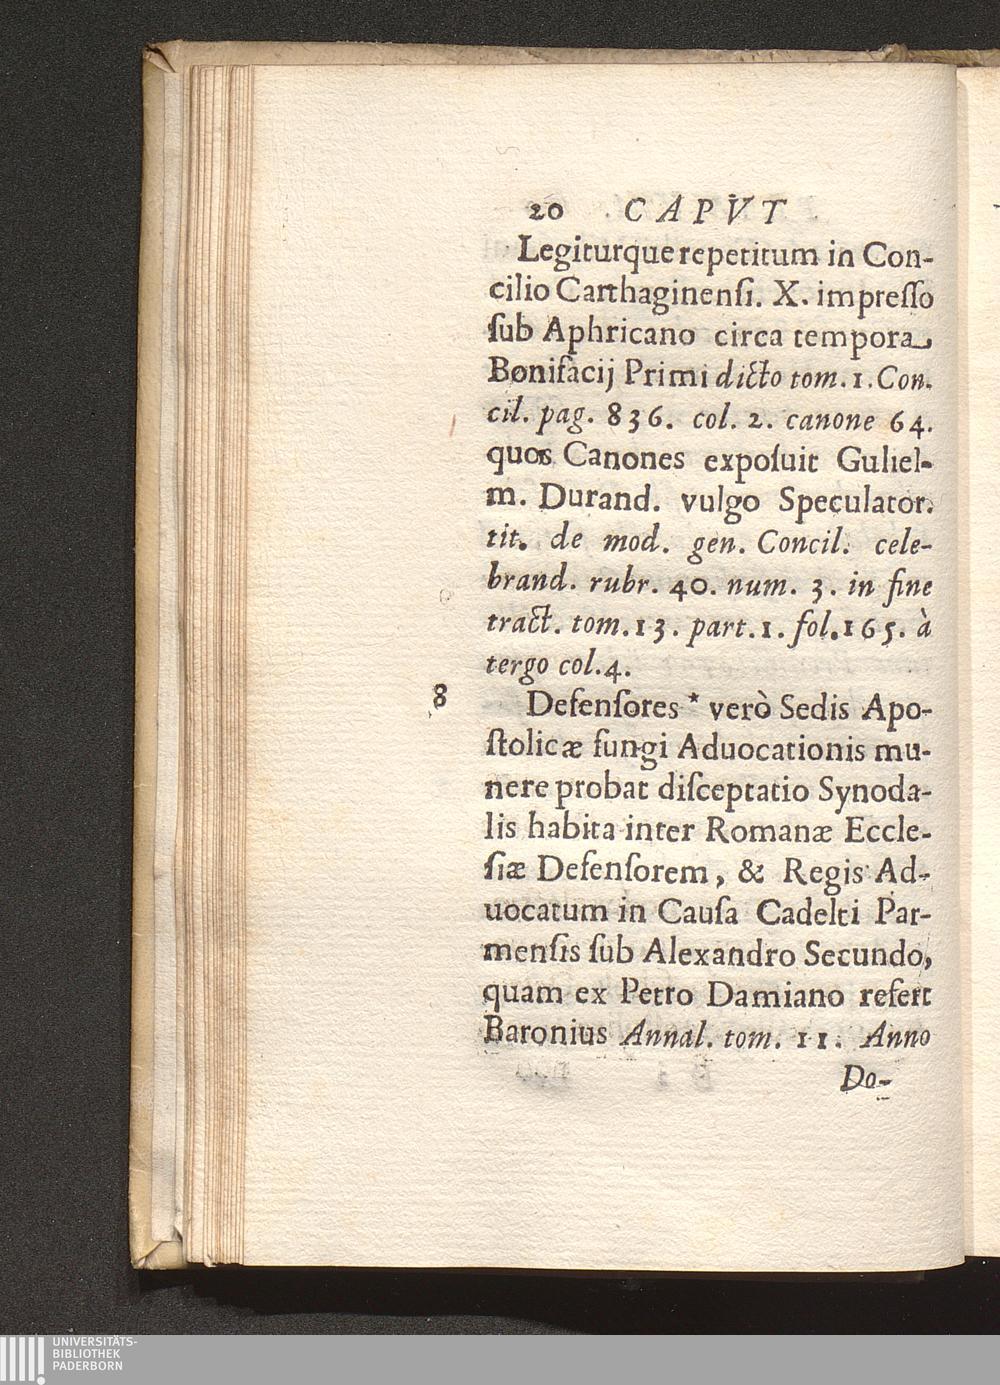 20 CAPVT
Legiturque repetitum in Con-
cilio Carthaginenſi. X. impreſſo
ſub Aphricano circa tempora
Bonifacij Primi dicto tom. 1. Con.
cil. pag. 836. col. 2. canone 64.
quos Canones expoſuit Guliel-
m. Durand. vulgo Speculator.
tit. de mod. gen. Concil. cele-
brand. rubr. 40. num. 3. in fine
tract. tom. 13. part. 1. fol. 165. à
tergo col. 4.
8 Defenſores * verò Sedis Apo-
ſtolicæ fungi Aduocationis mu-
nere probat diſceptatio Synoda-
lis habita inter Romanæ Eccle-
ſiæ Defenſorem, & Regis Ad-
uocatum in Cauſa Cadelti Par-
menſis ſub Alexandro Secundo,
quam ex Petro Damiano refert
Baronius Annal. tom. 11. Anno
Do-
UNIVERSITÄTS-
BIBLIOTHEK
PADERBORN